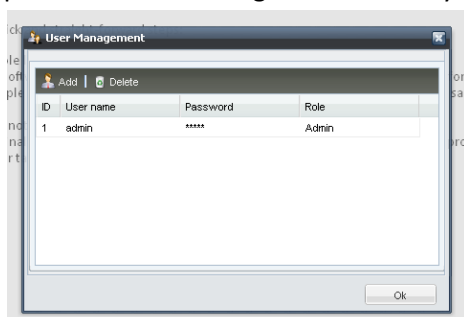 User Management
Add | Delete
ID User name Password Role
1 admin ***** Admin
Ok